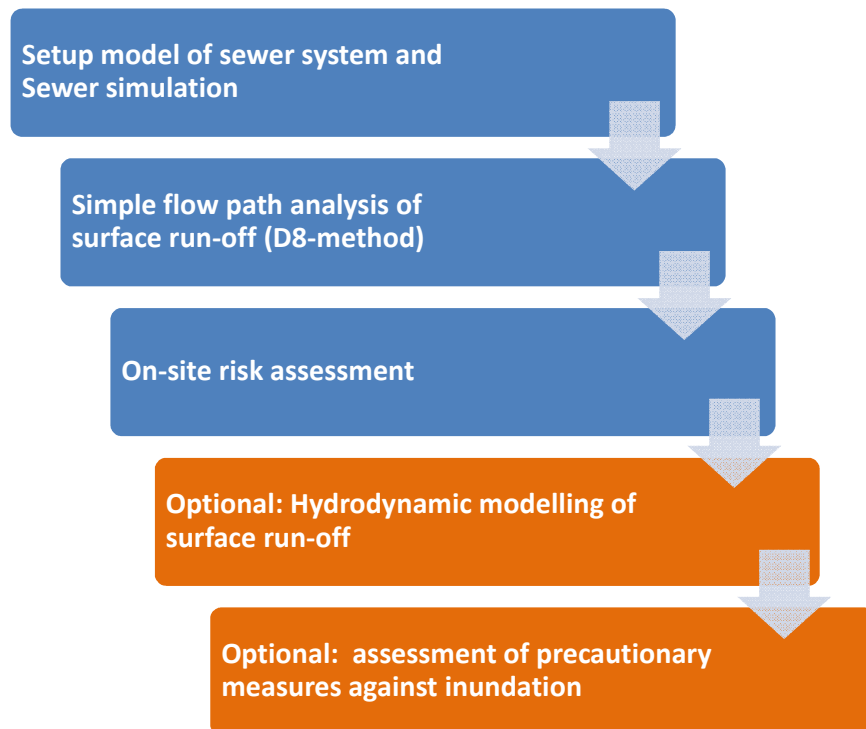 Setup model of sewer system and
Sewer simulation
Simple flow path analysis of
surface run-off (D8-method)
On-site risk assessment
Optional: Hydrodynamic modelling of
surface run-off
Optional:  assessment of precautionary
measures against inundation